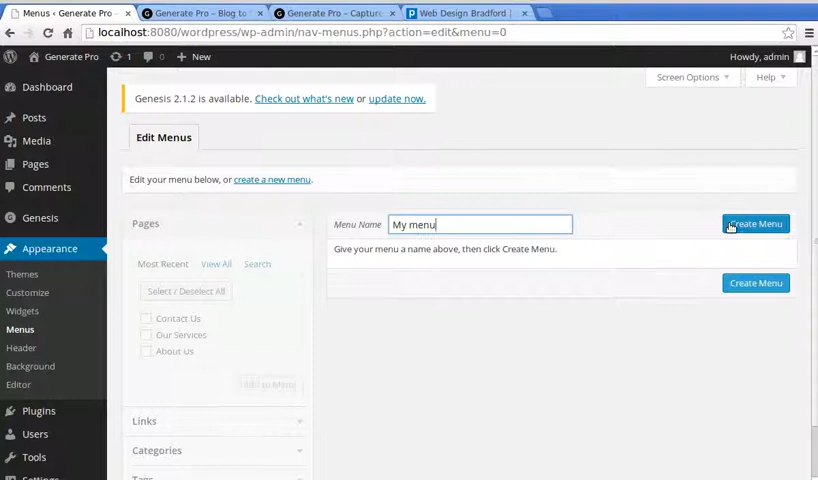 Menus ‹ Generate Pro —
Generate Pro – Blog to
Generate Pro – Capture
Web Design Bradford |
localhost:8080/wordpress/wp-admin/nav-menus.php?action=edit&menu=0
Generate Pro
1
0
New
Howdy, admin
Dashboard
Posts
Media
Pages
Comments
Genesis
Appearance
Themes
Customize
Widgets
Menus
Header
Background
Editor
Plugins
Users
Tools
Settings
Screen Options
Help
Genesis 2.1.2 is available. Check out what's new or update now.
Edit Menus
Edit your menu below, or create a new menu.
Pages
Most Recent
View All
Search
Select / Deselect All
Contact Us
Our Services
About Us
Add to Menu
Links
Categories
Tags
Menu Name
My menu
Create Menu
Give your menu a name above, then click Create Menu.
Create Menu